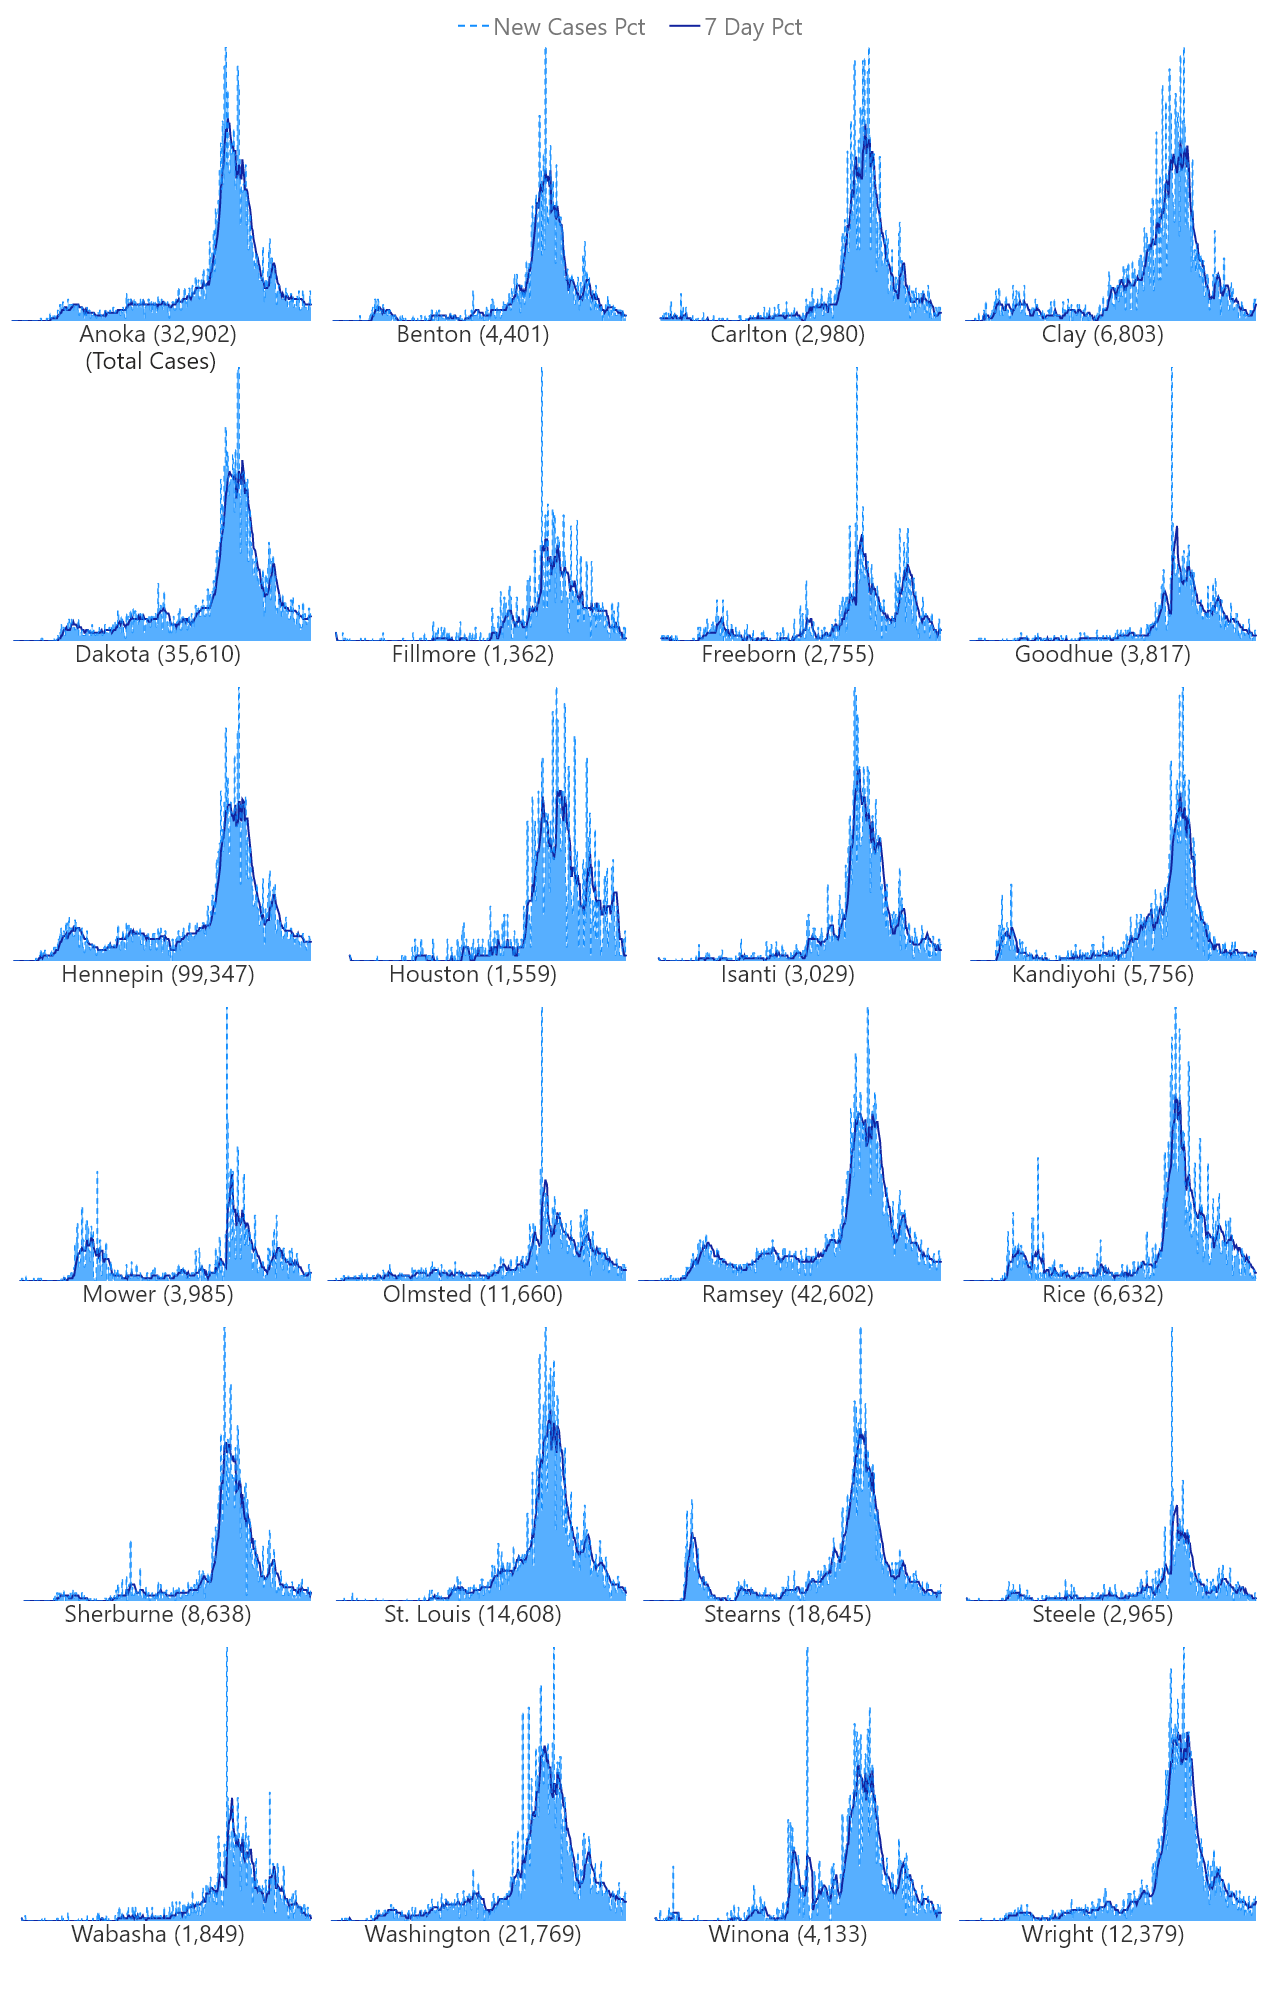 New Cases Pct 7 Day Pct
Anoka (32,902) Benton (4,401) Carlton (2,980) Clay (6,803)
(Total Cases)
Dakota (35,610) Fillmore (1,362) Freeborn (2,755) Goodhue (3,817)
Hennepin (99,347) Houston (1,559) Isanti (3,029) Kandiyohi (5,756)
Mower (3,985) Olmsted (11,660) Ramsey (42,602) Rice (6,632)
Sherburne (8,638) St. Louis (14,608) Stearns (18,645) Steele (2,965)
Wabasha (1,849) Washington (21,769) Winona (4,133) Wright (12,379)